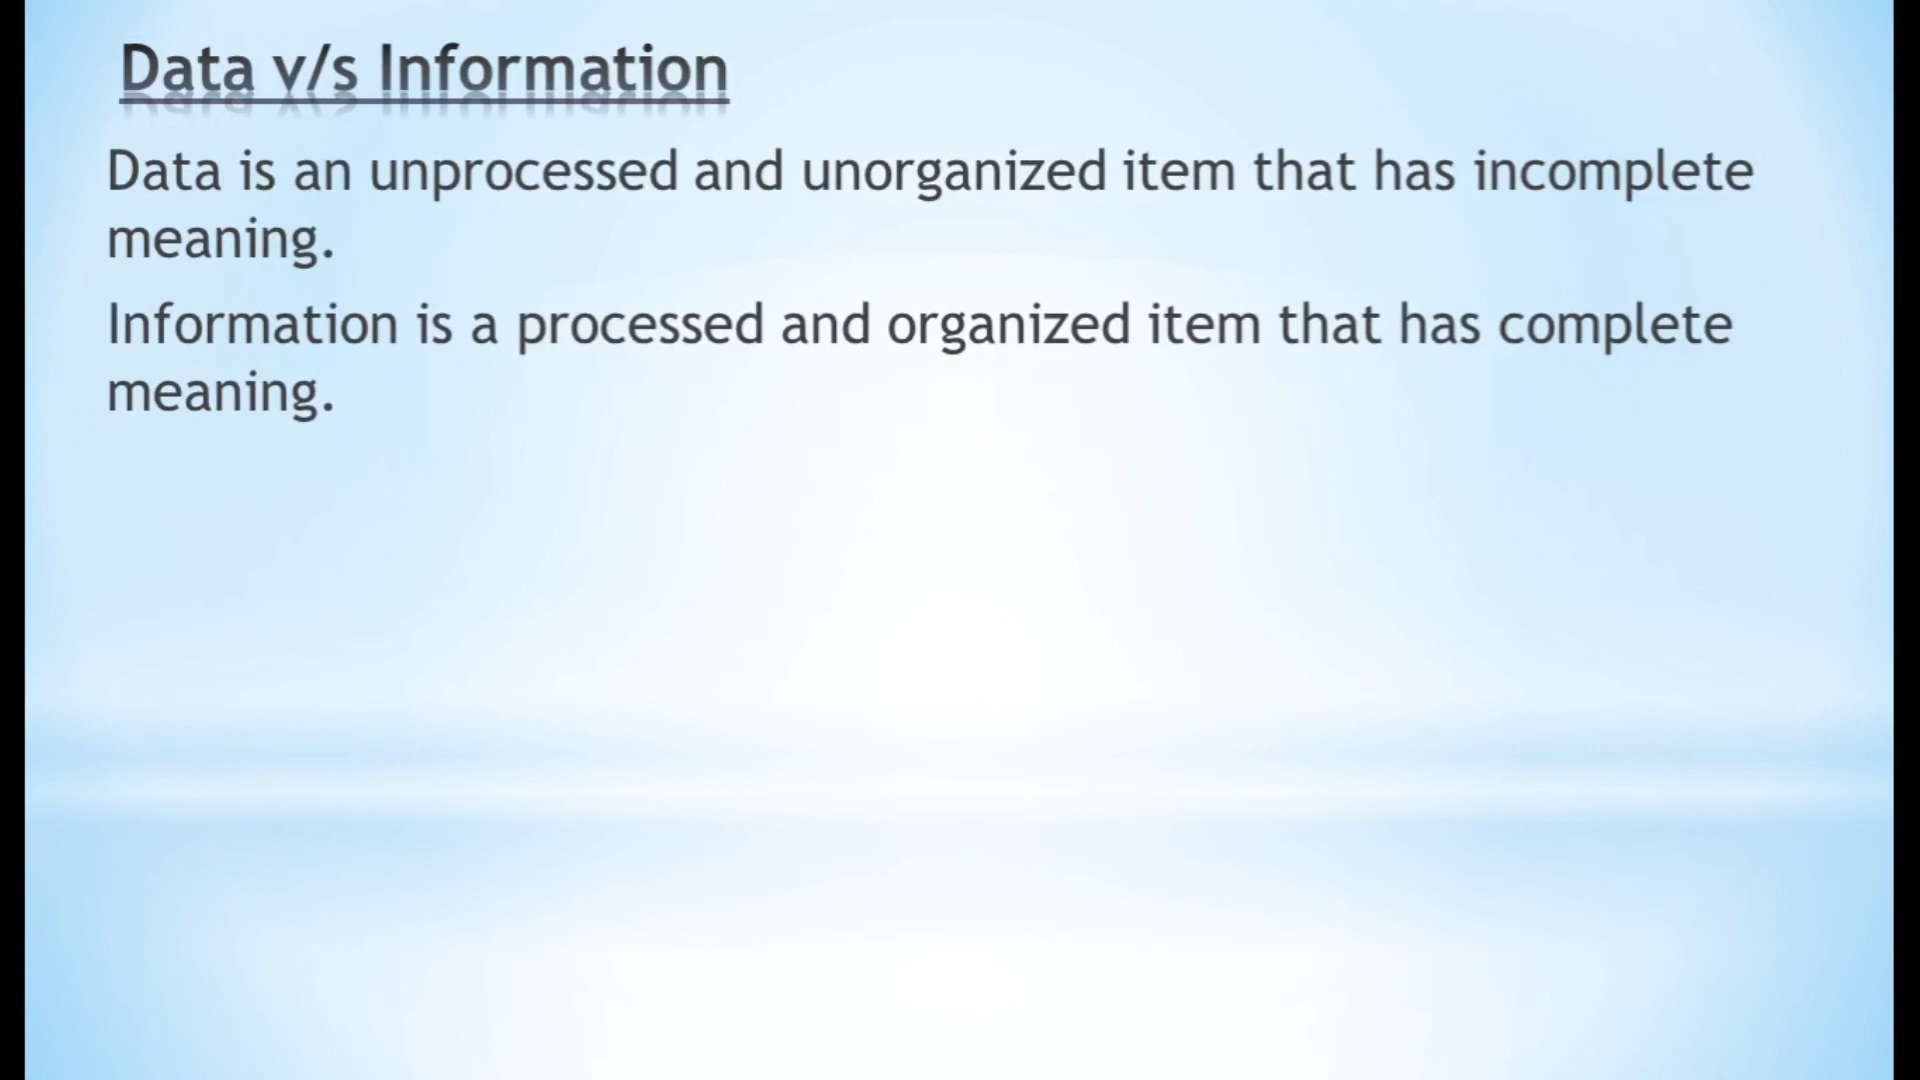 Data v/s Information
Data is an unprocessed and unorganized item that has incomplete
meaning.
Information is a processed and organized item that has complete
meaning.